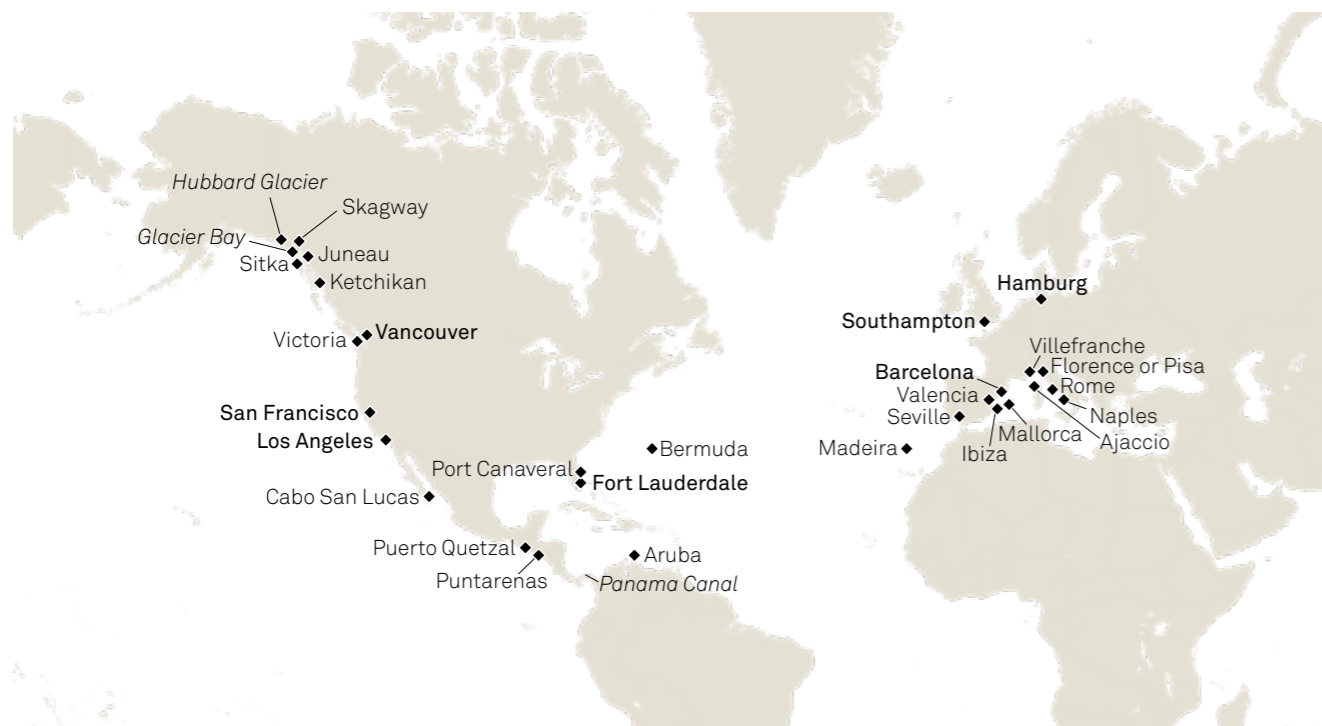 Hubbard Glacier
Skagway
Glacier Bay
Juneau
Sitka
Ketchikan
Hamburg
Southampton
Vancouver
Victoria
Villefranche
Florence or Pisa
Barcelona
Rome
Valencia
San Francisco
Seville
Naples
Mallorca
Los Angeles
Ajaccio
Bermuda
Madeira
Ibiza
Port Canaveral
Fort Lauderdale
Cabo San Lucas
Puerto Quetzal
Aruba
Puntarenas
Panama Canal